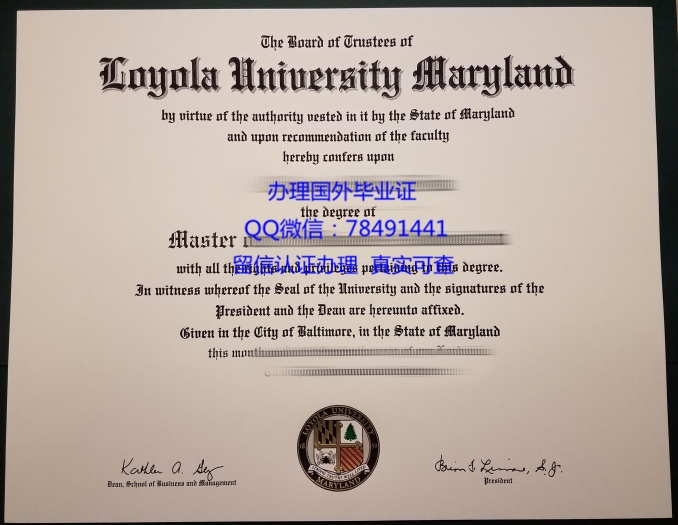 The Board of Trustees of
Loyola University Maryland
by virtue of the authority vested in it by the State of Maryland
and upon recommendation of the faculty
hereby confers upon
办理国外毕业证
the degree of
QQ微信：78491441
Master
留信认证办理 真实可查
with all the rights and privileges pertaining to this degree.
In witness whereof the Seal of the University and the signatures of the
President and the Dean are hereunto affixed.
Given in the City of Baltimore, in the State of Maryland
this
LOYOLA UNIVERSITY
MARYLAND
Dean, School of Business and Management
President